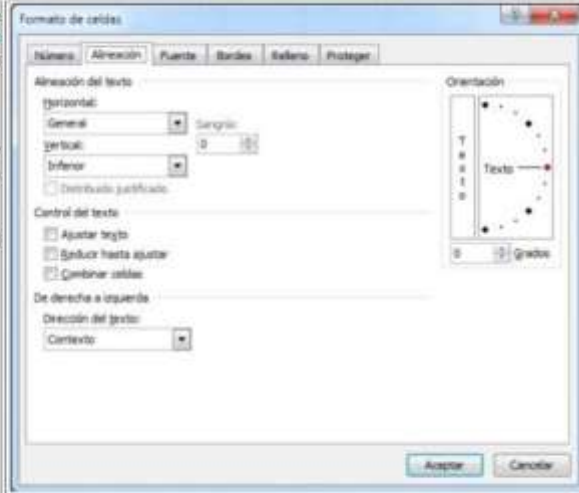 Formato de celdas
Número Alineación Fuente Bordes Relleno Proteger
Alineación del texto
Horizontal:
General
Sangría:
0
Vertical:
Inferior
Distribuido justificado
Control del texto
Ajustar texto
Reducir hasta ajustar
Combinar celdas
De derecha a izquierda
Dirección del texto:
Contexto
Orientación
T
e
x
t
o
Texto
0 Grados
Aceptar Cancelar